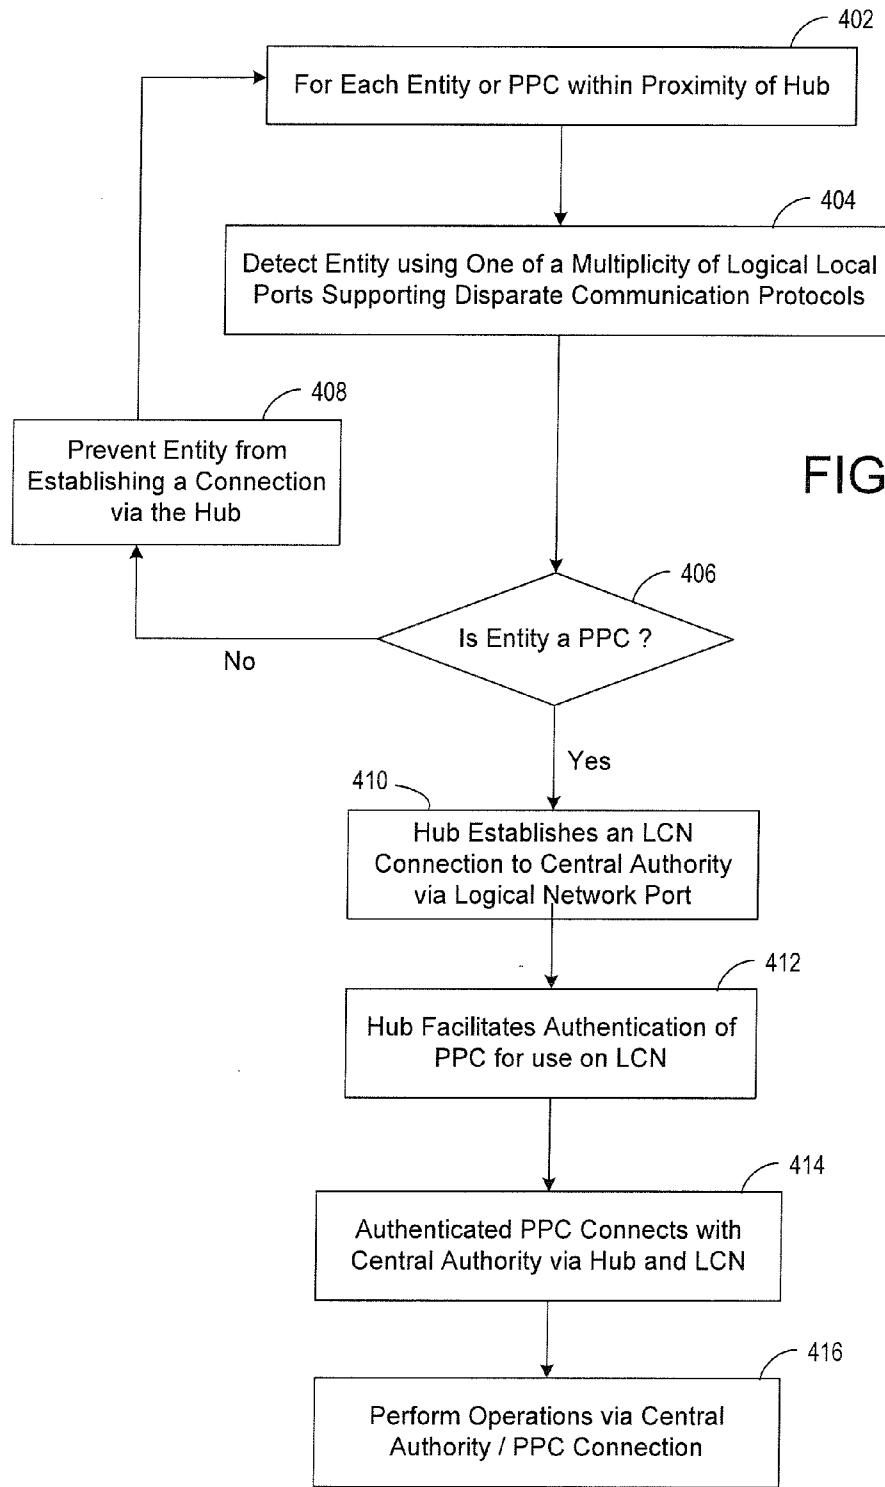 402
For Each Entity or PPC within Proximity of Hub
404
Detect Entity using One of a Multiplicity of Logical Local
Ports Supporting Disparate Communication Protocols
408
Prevent Entity from
Establishing a Connection
via the Hub
FIG
406
Is Entity a PPC ?
No
Yes
410
Hub Establishes an LCN
Connection to Central Authority
via Logical Network Port
412
Hub Facilitates Authentication of
PPC for use on LCN
414
Authenticated PPC Connects with
Central Authority via Hub and LCN
416
Perform Operations via Central
Authority / PPC Connection